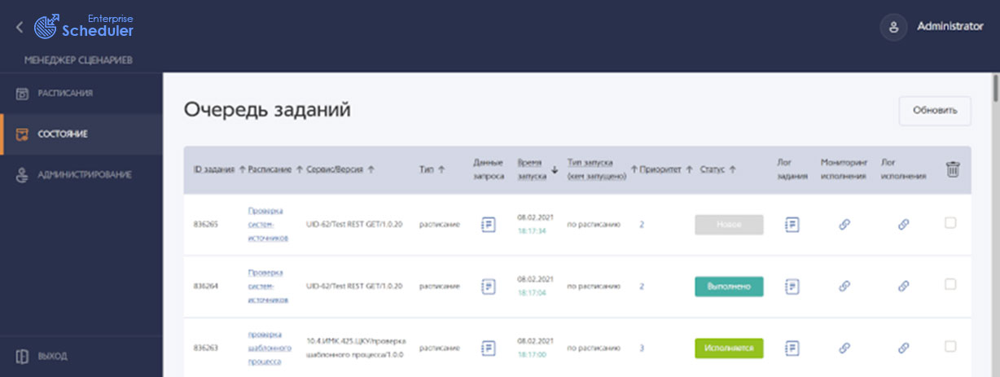 Enterprise
Scheduler
Administrator
МЕНЕДЖЕР СЦЕНАРИЕВ
РАСПИСАНИЯ
СОСТОЯНИЕ
АДМИНИСТРИРОВАНИЕ
ВЫХОД
Очередь заданий
Обновить
ID задания Расписание Сервис/Версия Тип Данные запроса Время запуска Тип запуска (кем запущено) Приоритет Статус Лог задания Мониторинг исполнения Лог исполнения
836265 Проверка систем-источников UID-62/Test REST GET/1.0.20 расписание 08.02.2021 18:17:34 по расписанию 2 Новое
836264 Проверка систем-источников UID-62/Test REST GET/1.0.20 расписание 08.02.2021 18:17:04 по расписанию 2 Выполнено
836263 проверка шаблонного процесса 10.4.ИМК.425.ЦКУ/проверка шаблонного процесса/1.0.0 расписание 08.02.2021 18:17:00 по расписанию 3 Исполняется